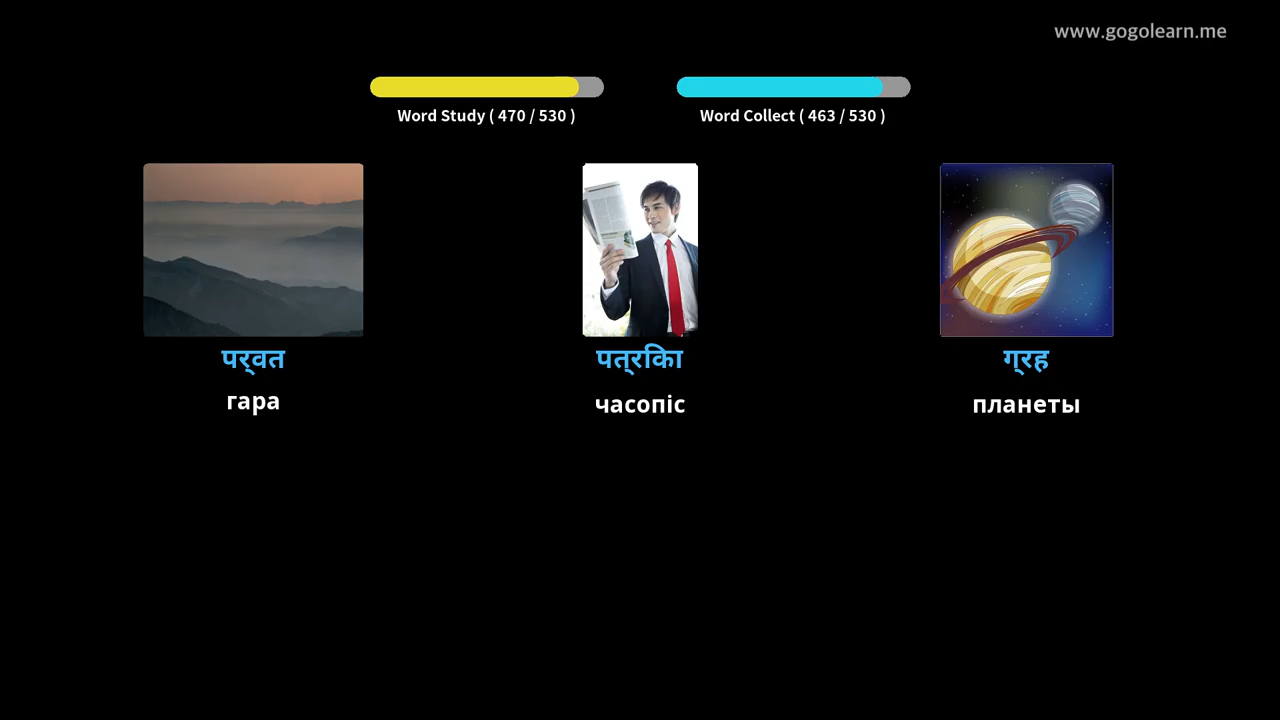 www.gogolearn.me
Word Study ( 470 / 530 )
Word Collect ( 463 / 530 )
पर्वत
पत्रिका
ग्रह
гара
часопіс
планеты